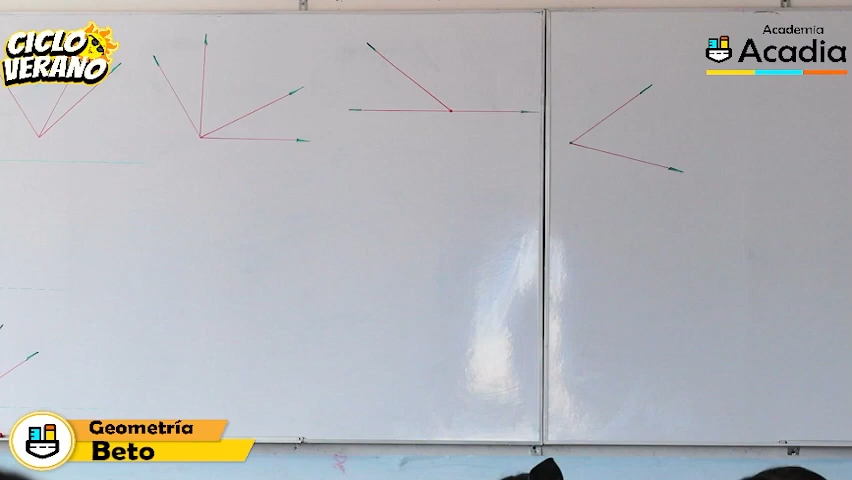 CICLO
VERANO
Academia
Acadia
Geometría
Beto